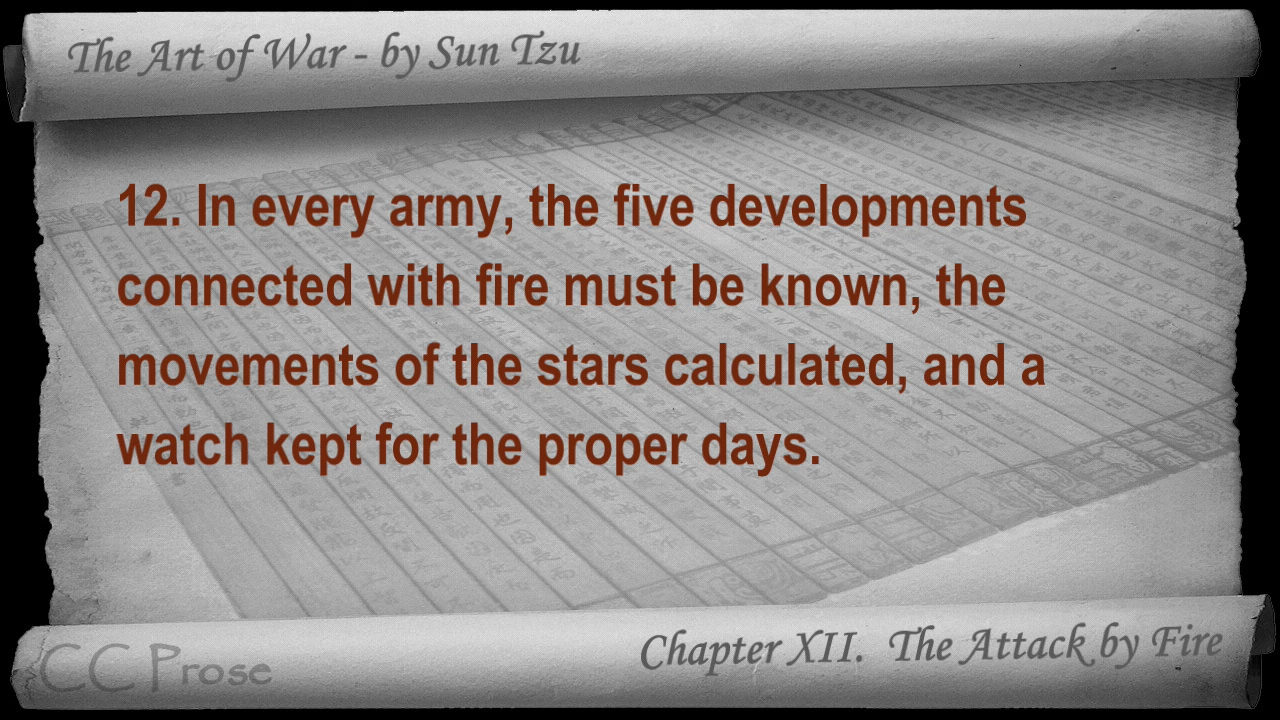 The Art of War - by Sun Tzu
12. In every army, the five developments
connected with fire must be known, the
movements of the stars calculated, and a
watch kept for the proper days.
Chapter XII. The Attack by Fire
CC Prose